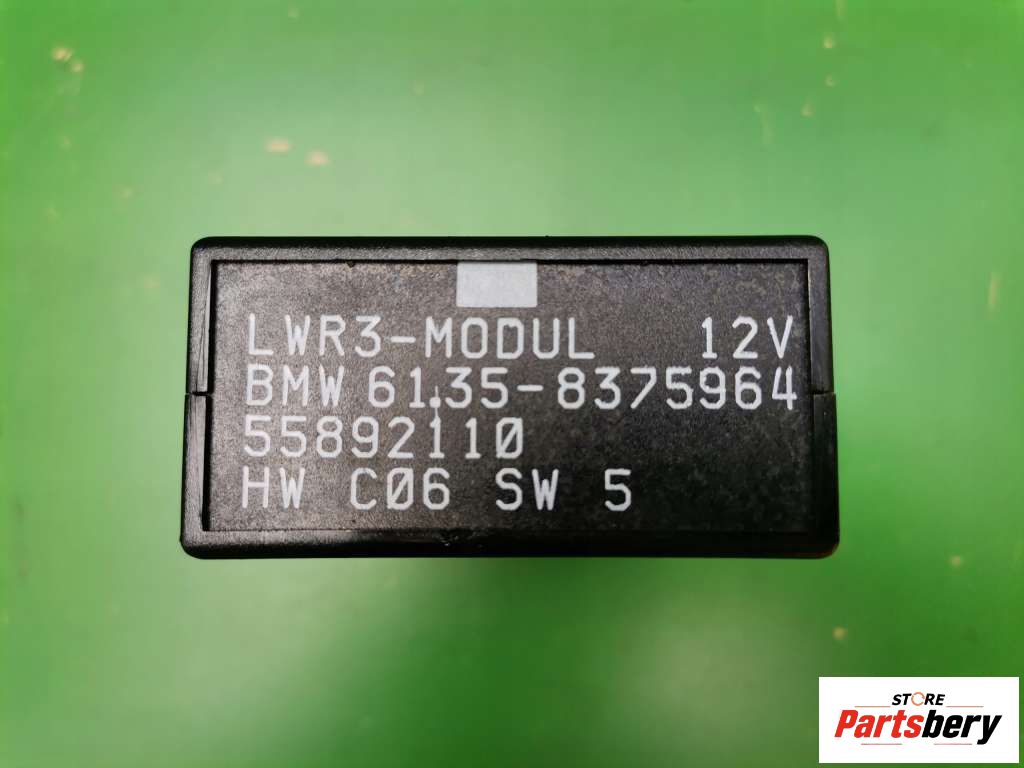 LWR3-MODUL 12V
BMW 61.35-8375964
55892110
HW C06 SW 5
STORE
Partsbery